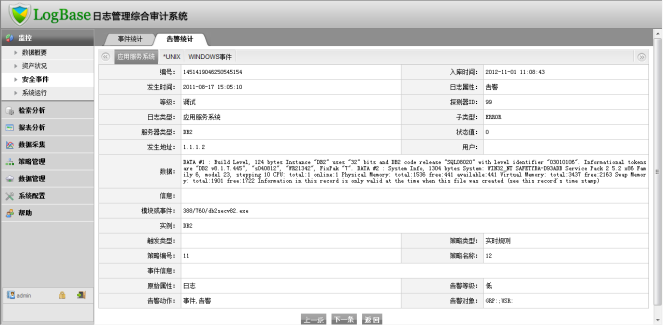 LogBase日志管理综合审计系统
监控
数据概要
资产状况
安全事件
系统运行
检索分析
报表分析
数据采集
策略管理
数据管理
系统配置
帮助
admin
事件统计 告警统计
应用服务系统 *UNIX WINDOWS事件
编号: 1451419046250545154 入库时间: 2012-11-01 11:08:43
发生时间: 2011-08-17 15:05:10 日志属性: 告警
等级: 调试 探测器ID: 99
日志类型: 应用服务系统 子类型: ERROR
服务器类型: DB2 状态值: 0
发生地址: 1.1.1.2 用户:
数据: DATA #1 : Build Level, 124 bytes Instance "DB2" uses "32" bits and DB2 code release "SQL08020" with level identifier "03010106". Informational tokens
are "DB2 v8.1.7.445", "s040812", "WR21342", FixPak "7". DATA #2 : System Info, 1304 bytes System: WIN32_NT SAFETYBA-D93AR8 Service Pack 2 5.2 x86 Fam
ily 6, model 23, stepping 10 CPU: total:1 online:1 Physical Memory: total:1536 free:441 available:441 Virtual Memory: total:3437 free:2163 Swap Memor
y: total:1901 free:1722 Information in this record is only valid at the time when this file was created (see this record's time stamp)
信息:
模块或事件: 388/760/db2secv82.exe
实例: DB2
触发类型: 策略类型: 实时规则
策略编号: 11 策略名称: 12
事件信息:
原始属性: 日志 告警等级: 低
告警动作: 事件,告警 告警对象: GRP:;USR:
上一条 下一条 返回